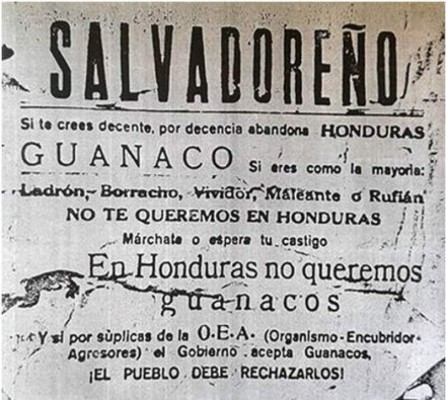 SALVADOREÑO
Si te crees decente, por decencia abandona HONDURAS
GUANACO Si eres como la mayoria:
Ladrón, Borracho, Vividor, Maleante o Rufián
NO TE QUEREMOS EN HONDURAS
Márchate o espera tu castigo
En Honduras no queremos
guanacos
Y si por sùplicas de la O.E.A. (Organismo-Encubridor-
Agresores) el Gobierno acepta Guanacos,
¡EL PUEBLO DEBE RECHAZARLOS!